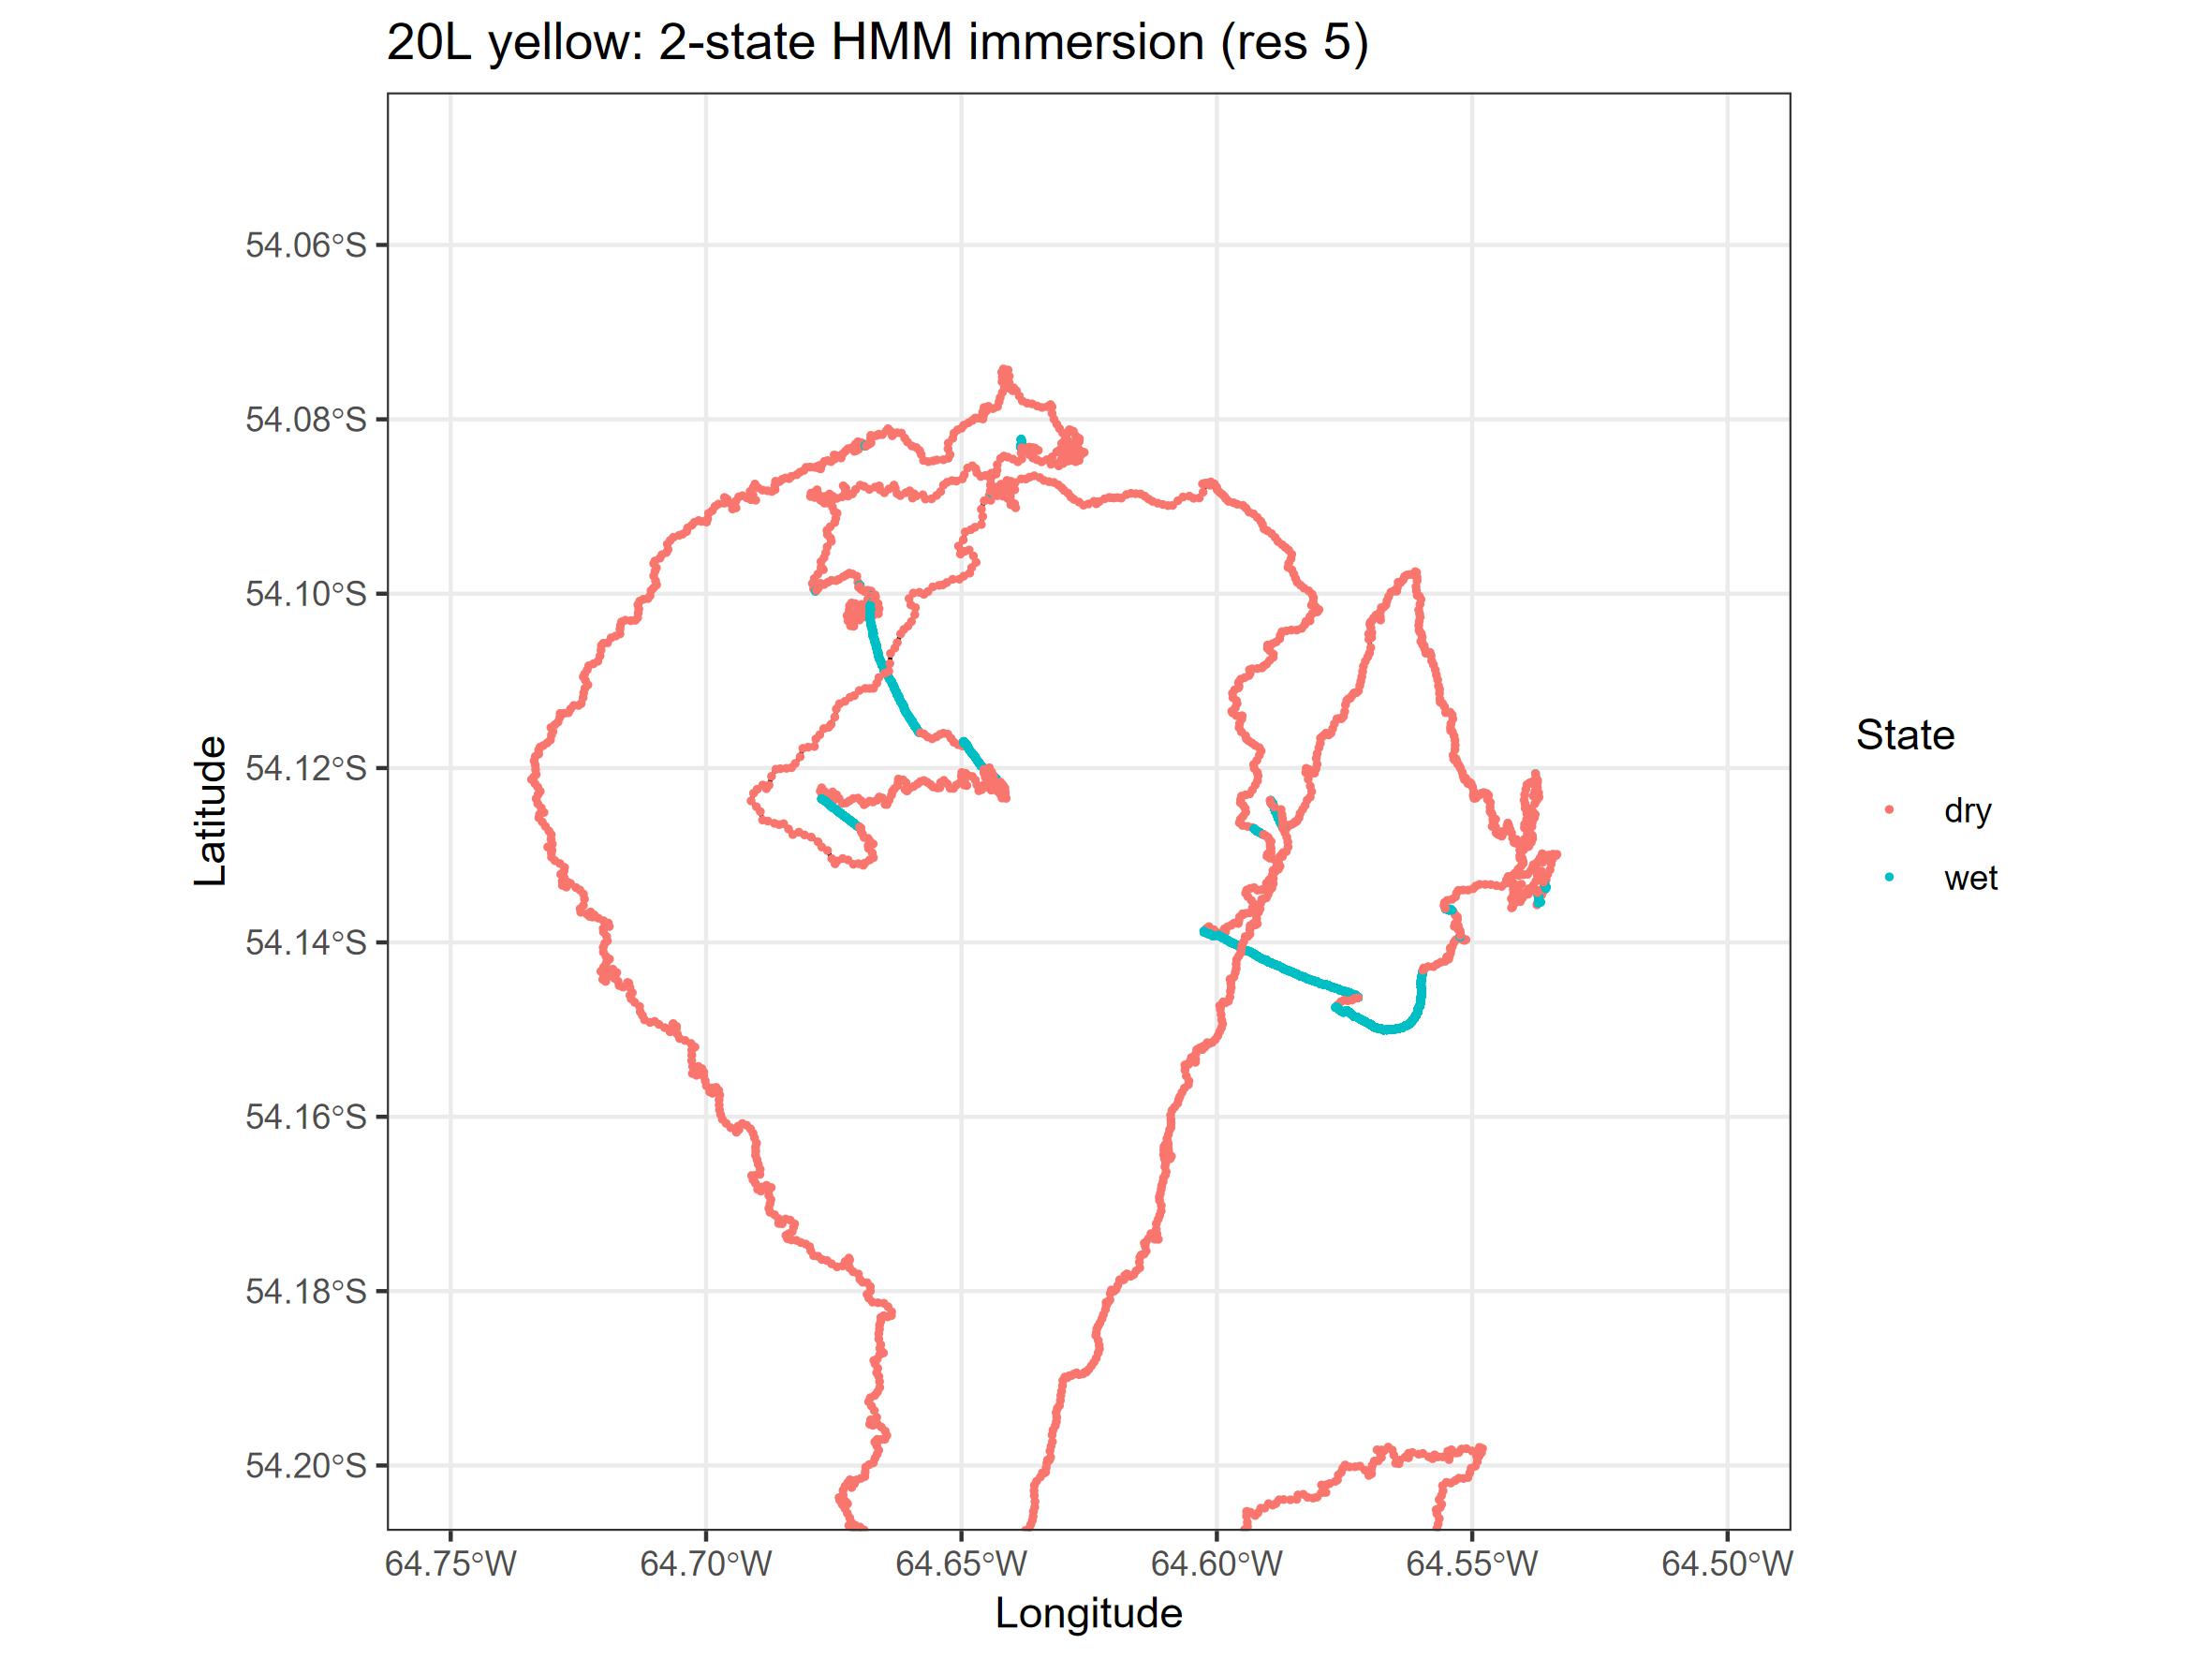 20L yellow: 2-state HMM immersion (res 5)
54.06°S
54.08°S
54.10°S
54.12°S
54.14°S
54.16°S
54.18°S
54.20°S
Latitude
64.75°W 64.70°W 64.65°W 64.60°W 64.55°W 64.50°W
Longitude
State
dry
wet